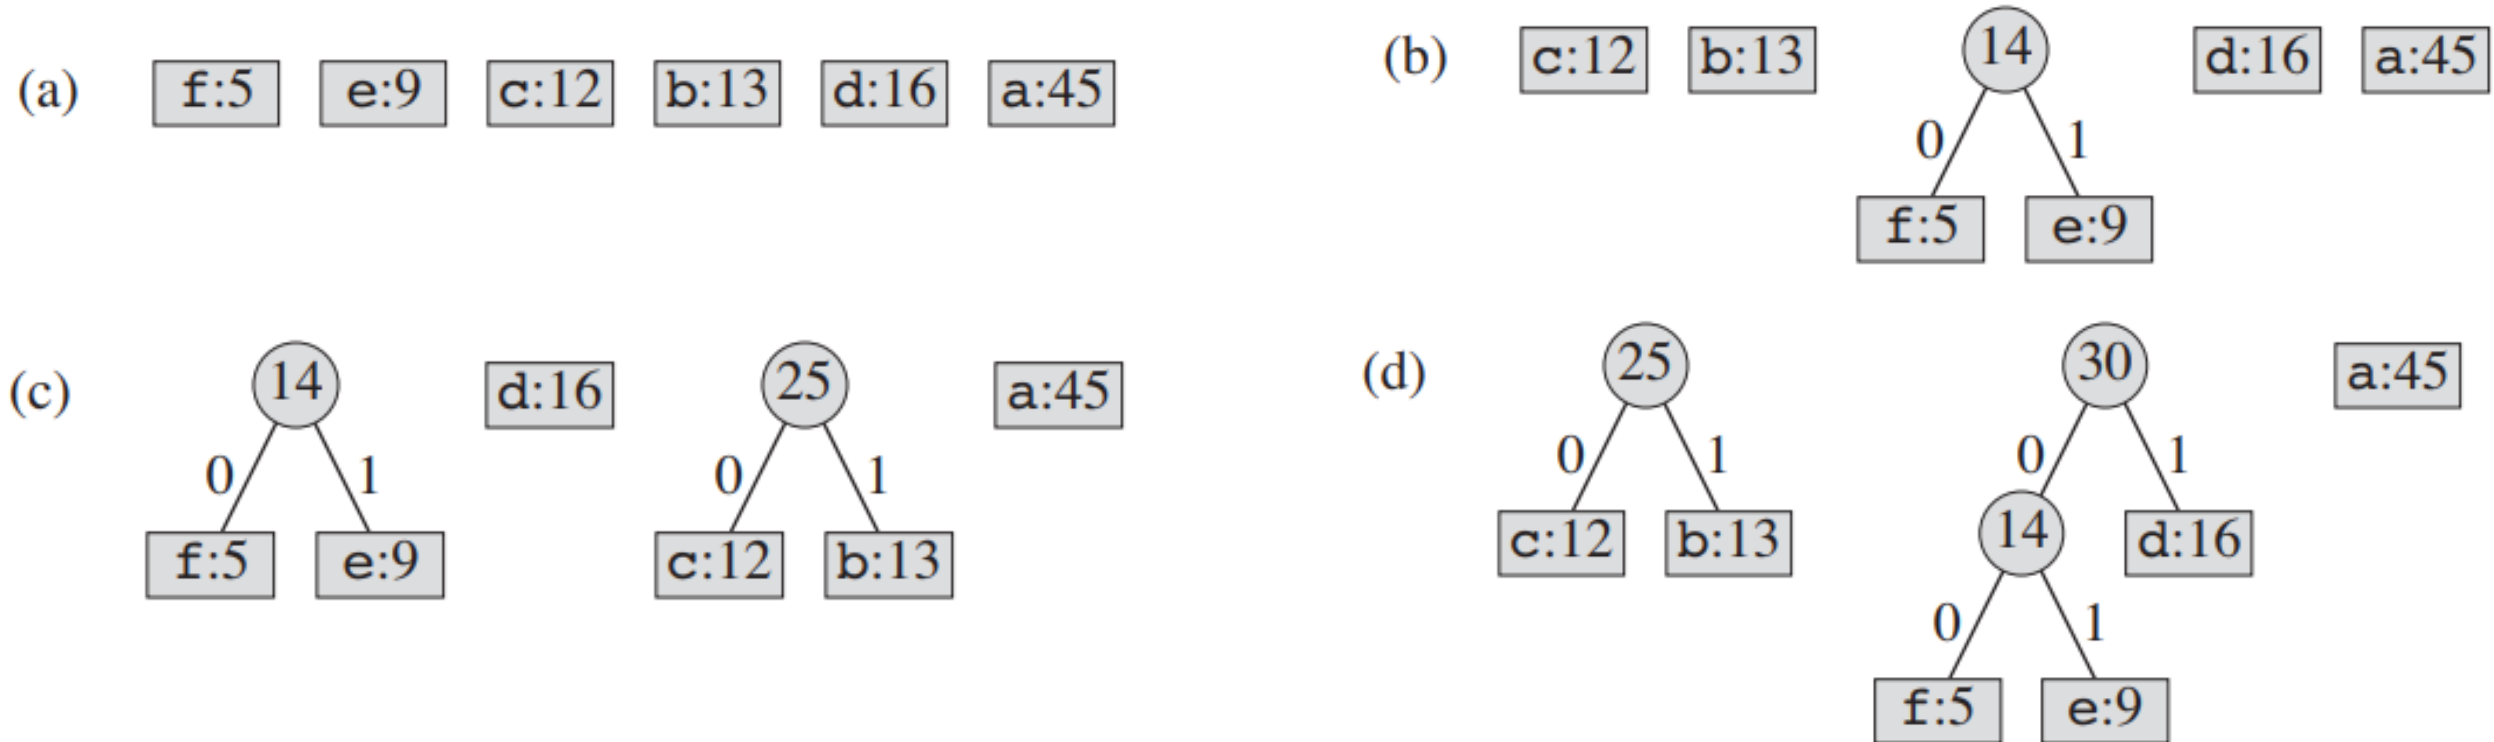 (a) f:5 e:9 c:12 b:13 d:16 a:45
(b) c:12 b:13 14 d:16 a:45
0 1
f:5 e:9
(c) 14 d:16 25 a:45
0 1 0 1
f:5 e:9 c:12 b:13
(d) 25 30 a:45
0 1 0 1
c:12 b:13 14 d:16
0 1
f:5 e:9